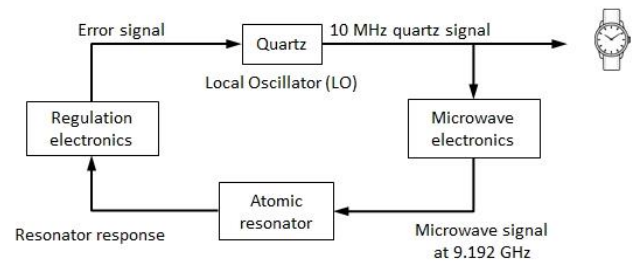 Error signal
Quartz
10 MHz quartz signal
Local Oscillator (LO)
Regulation
electronics
Microwave
electronics
Atomic
resonator
Resonator response
Microwave signal
at 9.192 GHz